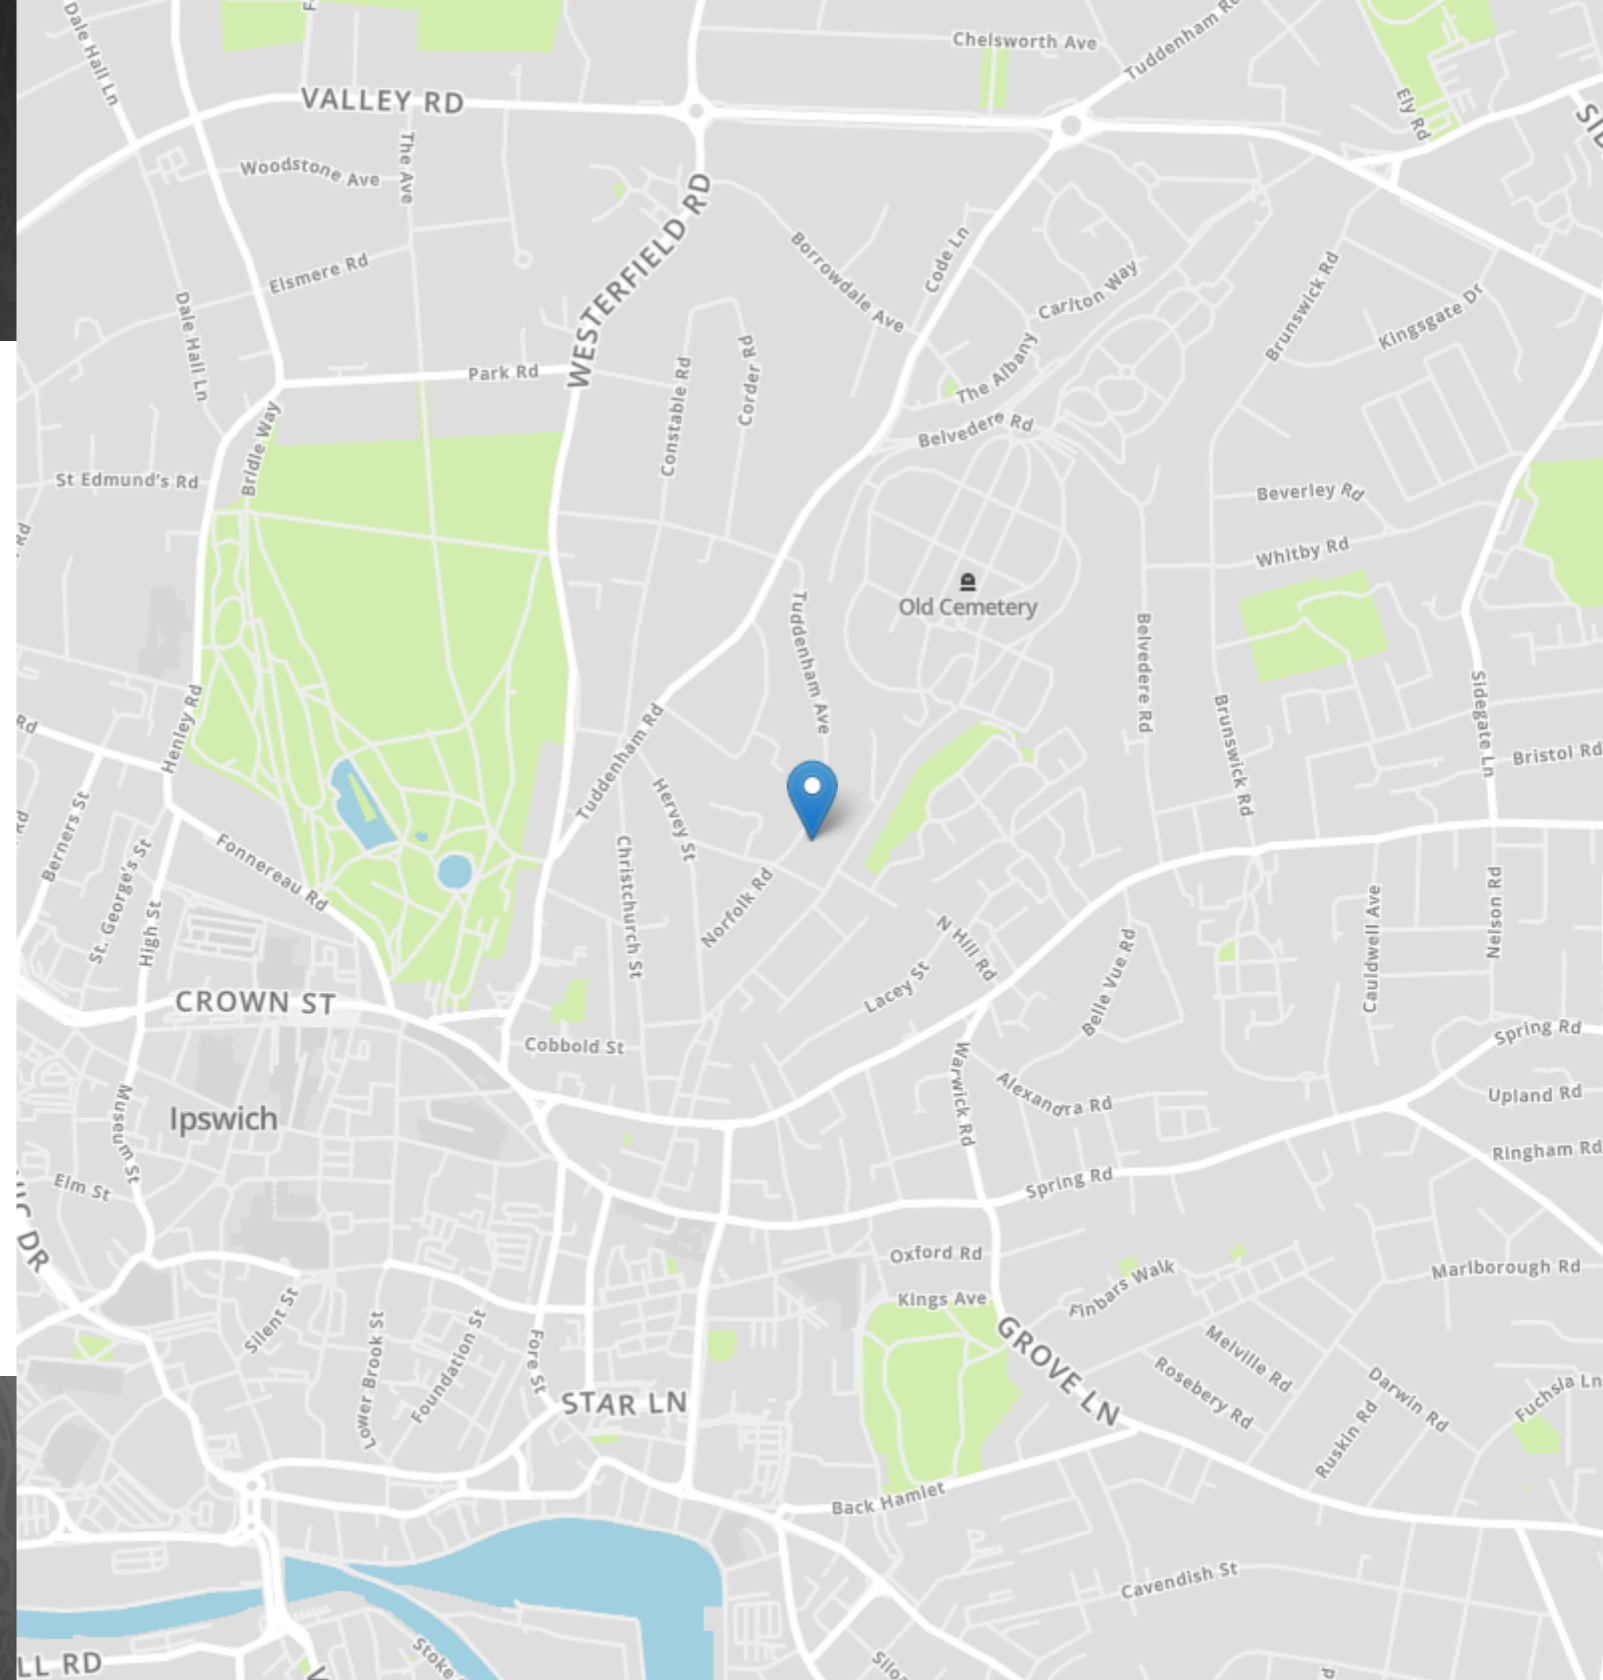 Dale Hall Ln
Chelsworth Ave
Tuddenham Rd
VALLEY RD
Ely Rd
The Ave
Woodstone Ave
WESTERFIELD RD
Borrowdale Ave
Code Ln
Elsmere Rd
Carlton Way
Brunswick Rd
Kingsgate Dr
Dale Hall Ln
Park Rd
The Albany
Constable Rd
Corder Rd
Belvedere Rd
Bridle Way
St Edmund's Rd
Beverley Rd
Whitby Rd
Rd
Old Cemetery
Tuddenham Ave
Belvedere Rd
Henley Rd
Rd
Tuddenham Rd
Brunswick Rd
Sidegate Ln
Bristol Rd
Hervey St
Rd
Berners St
St. George's St
Fonnereau Rd
Christchurch St
Norfolk Rd
High St
N Hill Rd
Lacey St
Belle Vue Rd
Cauldwell Ave
Nelson Rd
CROWN ST
Cobbold St
Spring Rd
Warwick Rd
Alexandra Rd
Upland Rd
Ipswich
Museum St
Ringham Rd
Elm St
Spring Rd
DR
Oxford Rd
Finbars Walk
Marlborough Rd
Kings Ave
Silent St
Lower Brook St
Foundation St
Fore St
GROVE LN
Melville Rd
Rosebery Rd
Darwin Rd
Ruskin Rd
Fuchsia Ln
STAR LN
Back Hamlet
Cavendish St
LL RD
Stoke